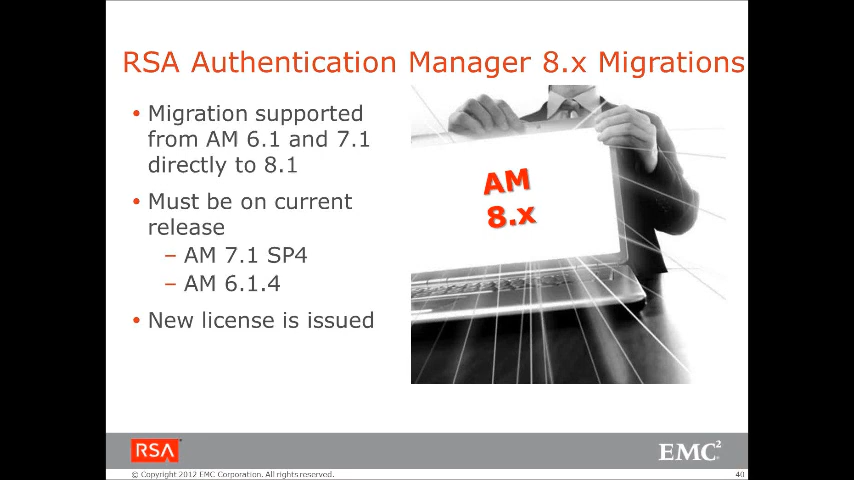 RSA Authentication Manager 8.x Migrations
• Migration supported
from AM 6.1 and 7.1
directly to 8.1
• Must be on current
release
– AM 7.1 SP4
– AM 6.1.4
• New license is issued
AM
8.x
RSA
EMC²
© Copyright 2012 EMC Corporation. All rights reserved.
40